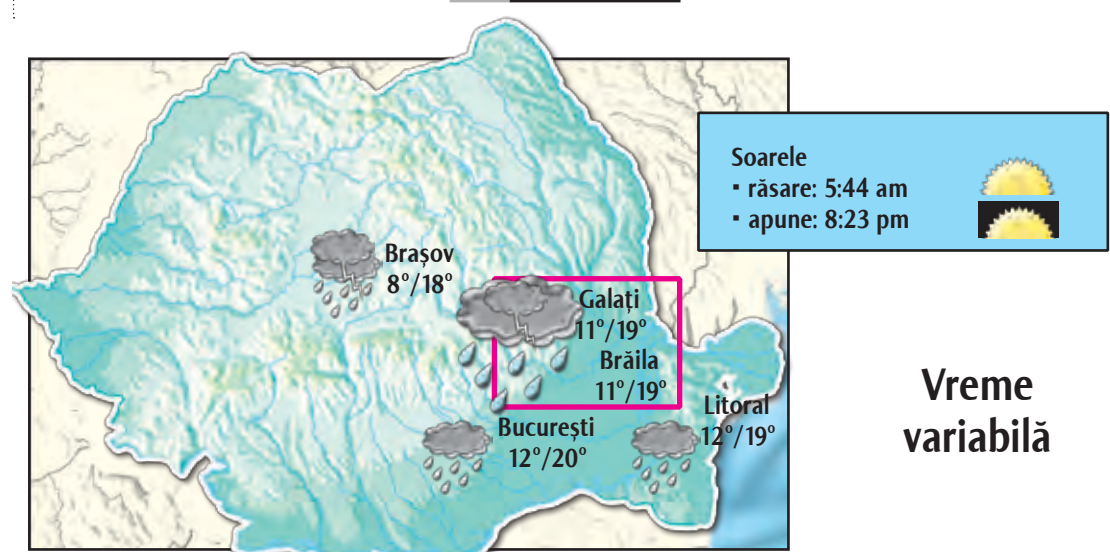 Soarele
▪ răsare: 5:44 am
▪ apune: 8:23 pm
Brașov
8°/18°
Galați
11°/19°
Brăila
11°/19°
Litoral
12°/19°
București
12°/20°
Vreme
variabilă